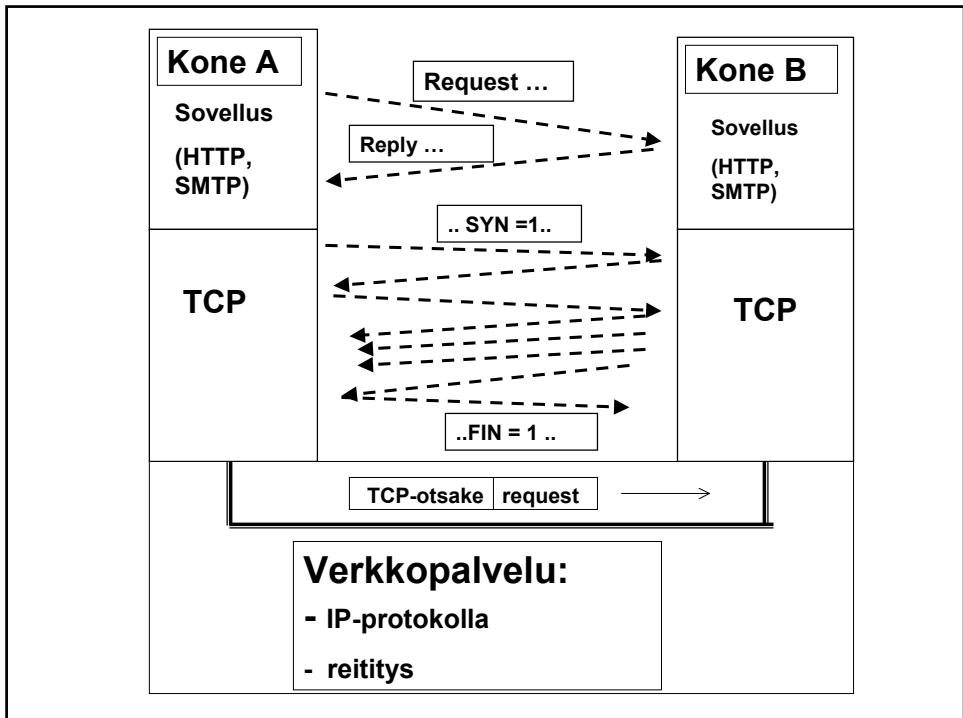 Kone A
Sovellus
(HTTP,
SMTP)
Request …
Reply …
Kone B
Sovellus
(HTTP,
SMTP)
.. SYN =1..
TCP
TCP
..FIN = 1 ..
TCP-otsake request
Verkkopalvelu:
- IP-protokolla
- reititys